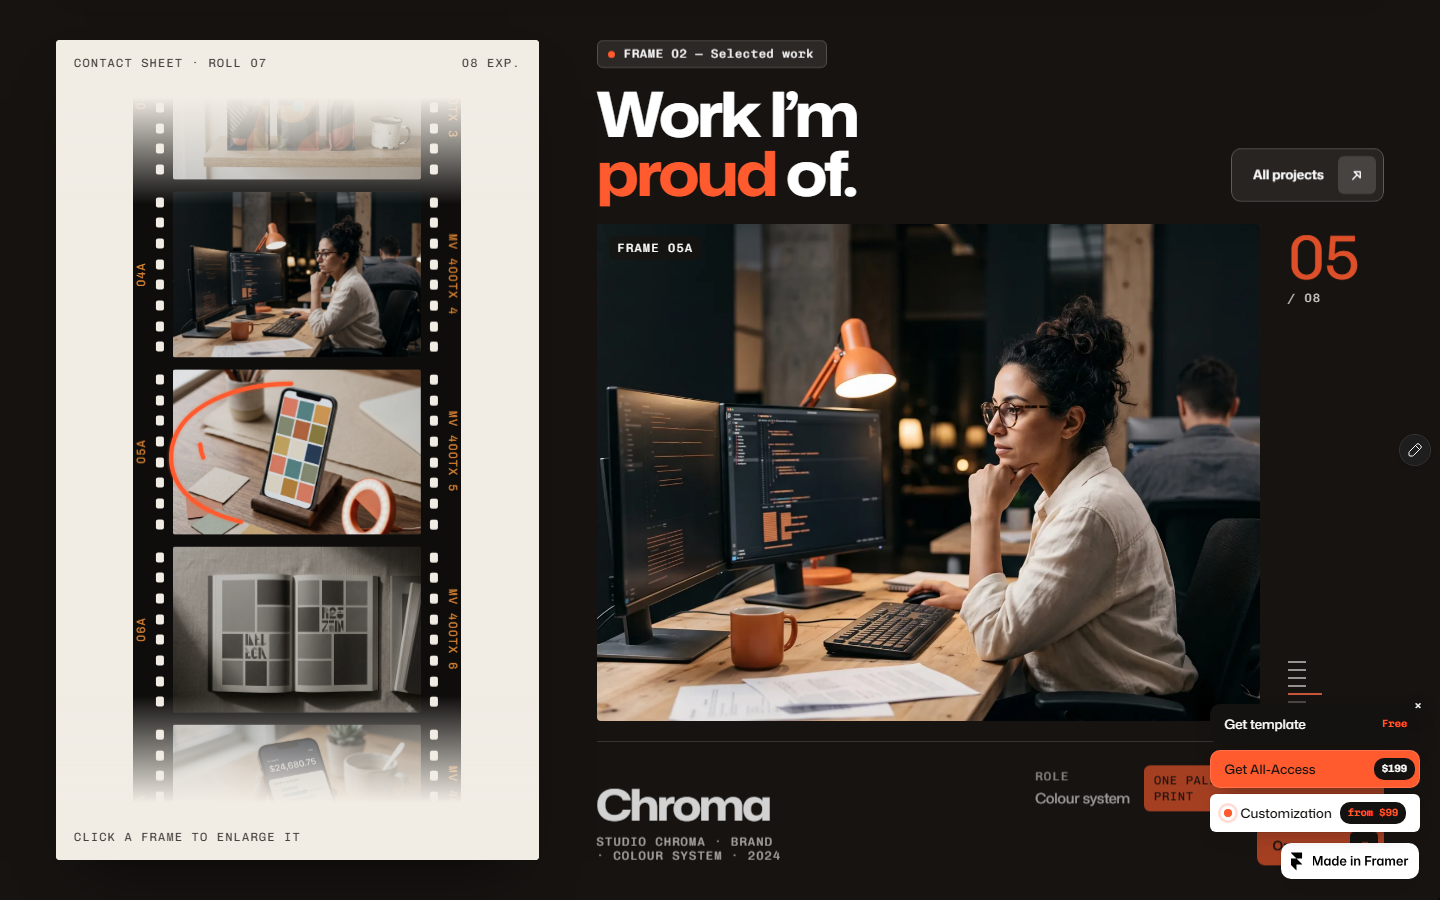 CONTACT SHEET · ROLL 07
08 EXP.
04A
MV 400TX 4
05A
MV 400TX 5
06A
MV 400TX 6
$24,680.75
CLICK A FRAME TO ENLARGE IT
FRAME 02 — Selected work
Work I'm
proud of.
All projects
FRAME 05A
05
/ 08
Chroma
STUDIO CHROMA · BRAND
· COLOUR SYSTEM · 2024
ROLE
Colour system
ONE
PRINT
Get template
Free
Get All-Access
$199
Customization
from $99
Made in Framer